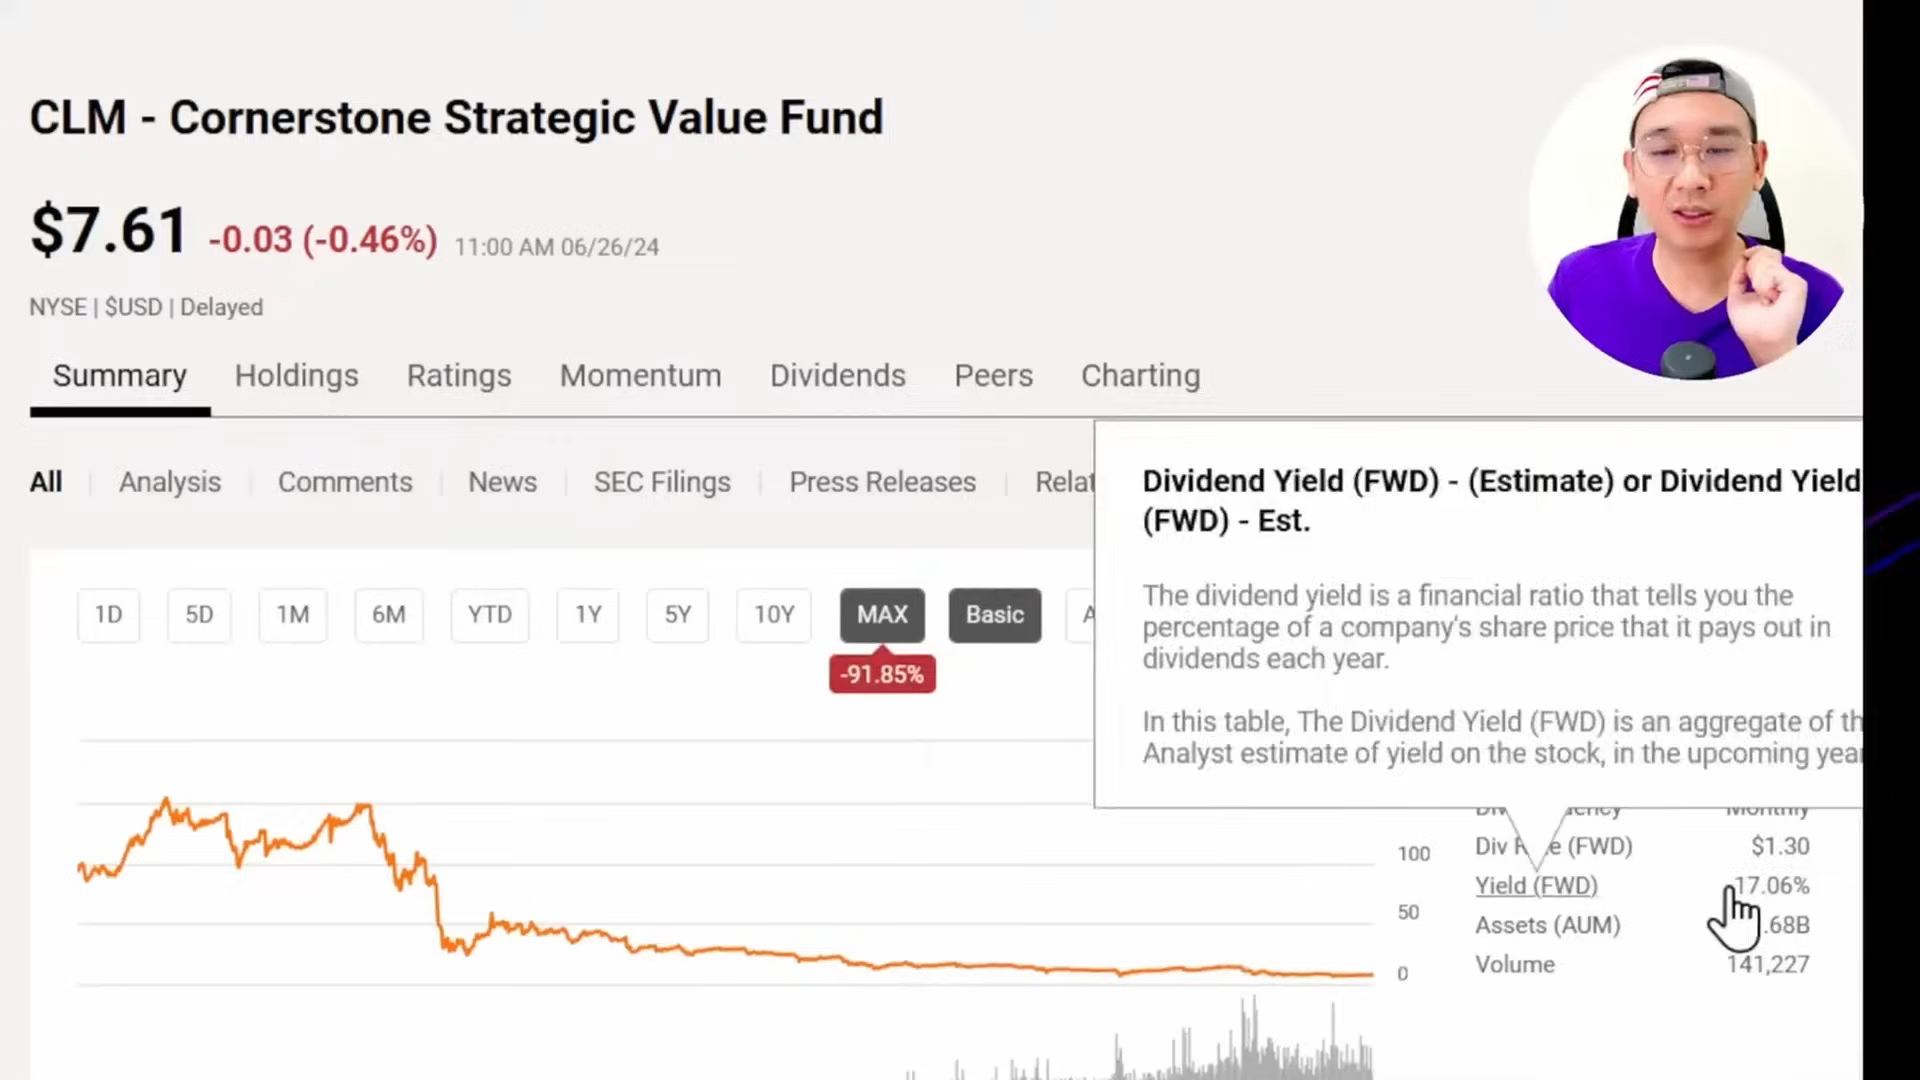 CLM - Cornerstone Strategic Value Fund
$7.61 -0.03 (-0.46%) 11:00 AM 06/26/24
NYSE | $USD | Delayed
Summary Holdings Ratings Momentum Dividends Peers Charting
All Analysis Comments News SEC Filings Press Releases Relat
Dividend Yield (FWD) - (Estimate) or Dividend Yield
(FWD) - Est.
The dividend yield is a financial ratio that tells you the
percentage of a company's share price that it pays out in
dividends each year.
In this table, The Dividend Yield (FWD) is an aggregate of th
Analyst estimate of yield on the stock, in the upcoming year
1D 5D 1M 6M YTD 1Y 5Y 10Y MAX Basic A
-91.85%
100
50
0
Monthly
(FWD) $1.30
Yield (FWD) 17.06%
Assets (AUM) .68B
Volume 141,227